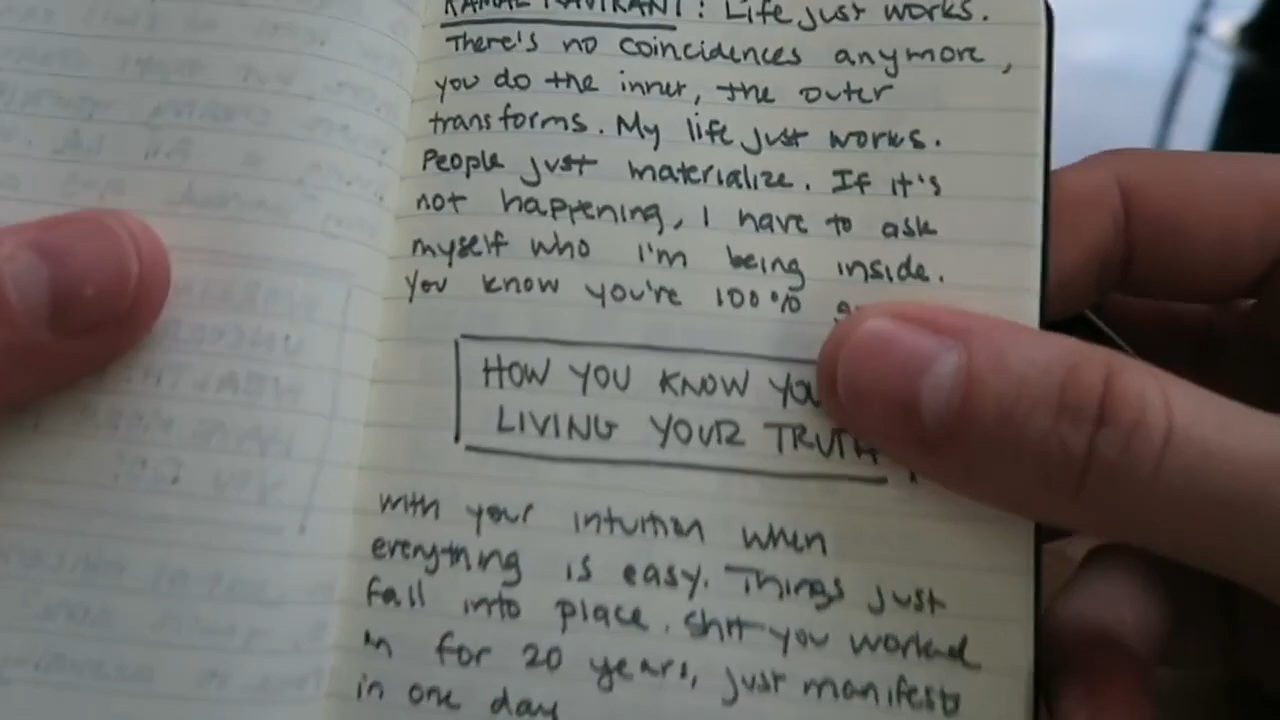 KAMAL RAVIKANT: Life just works.
There's no coincidences anymore,
you do the inner, the outer
transforms. My life just works.
People just materialize. If it's
not happening, I have to ask
myself who I'm being inside.
You know you're 100%
HOW YOU KNOW
LIVING YOUR TRUTH
with your intuition when
everything is easy. Things just
fall into place. Shit you worked
in for 20 years, just manifests
in one day